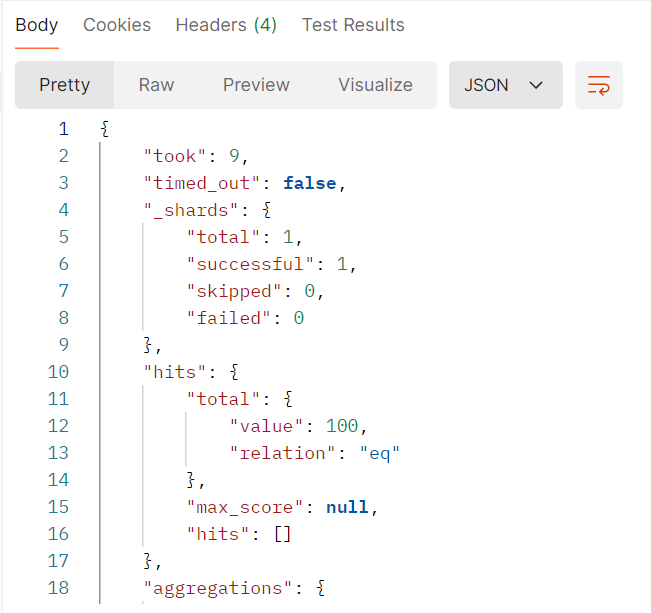 Body Cookies Headers (4) Test Results
Pretty Raw Preview Visualize JSON
1 {
2 "took": 9,
3 "timed_out": false,
4 "_shards": {
5 "total": 1,
6 "successful": 1,
7 "skipped": 0,
8 "failed": 0
9 },
10 "hits": {
11 "total": {
12 "value": 100,
13 "relation": "eq"
14 },
15 "max_score": null,
16 "hits": []
17 },
18 "aggregations": {